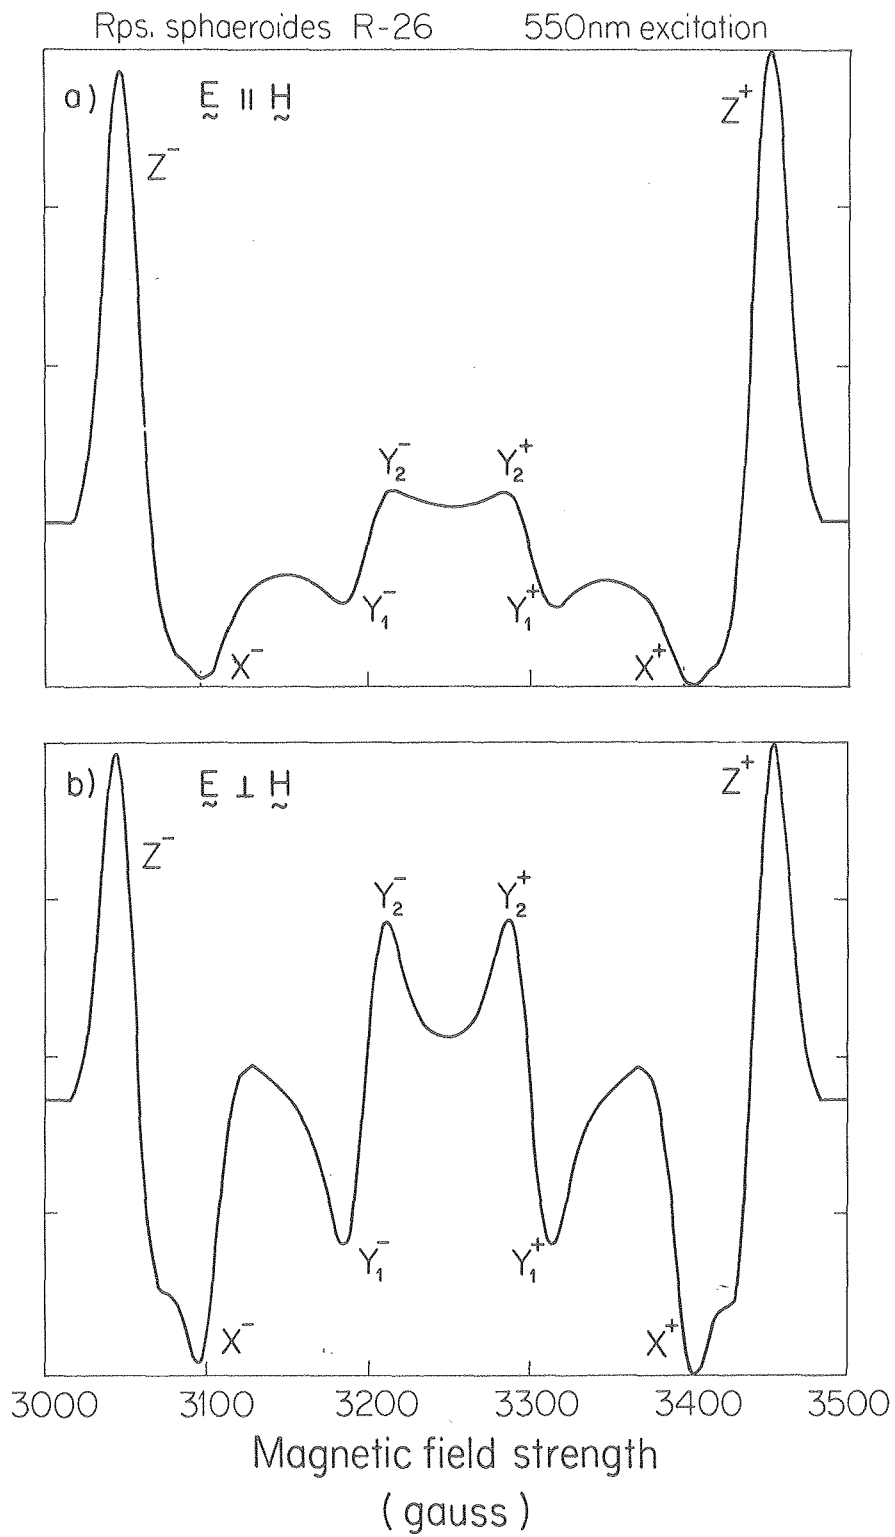 Rps. sphaeroides R-26 550nm excitation
a) E || H
Z⁻
Z⁺
Y₂⁻ Y₂⁺
Y₁⁻ Y₁⁺
X⁻ X⁺
b) E ⊥ H
Z⁻
Z⁺
Y₂⁻ Y₂⁺
Y₁⁻ Y₁⁺
X⁻ X⁺
3000 3100 3200 3300 3400 3500
Magnetic field strength
(gauss)